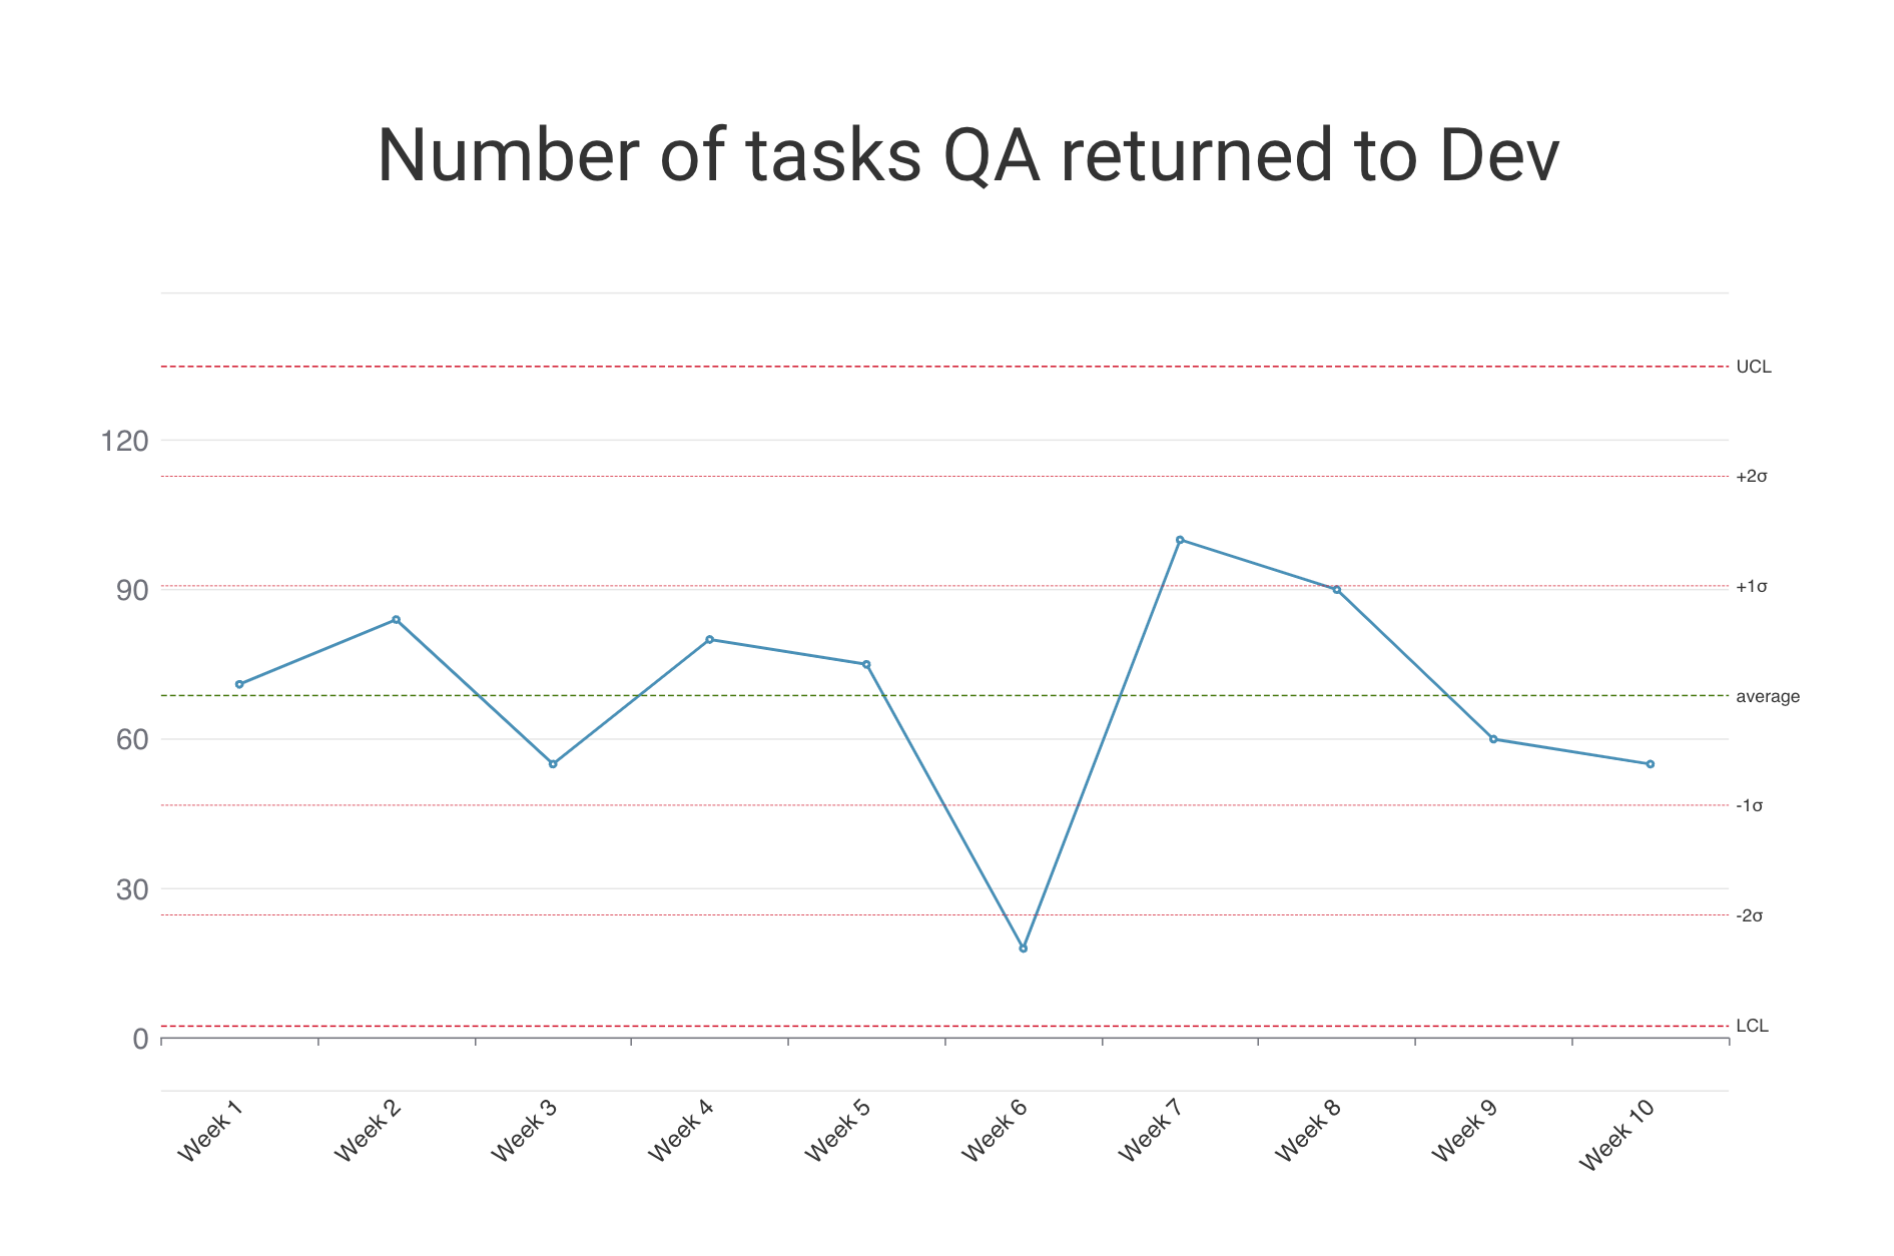 Number of tasks QA returned to Dev
UCL
120
+2σ
90
+1σ
average
60
-1σ
30
-2σ
LCL
0
Week 1
Week 2
Week 3
Week 4
Week 5
Week 6
Week 7
Week 8
Week 9
Week 10